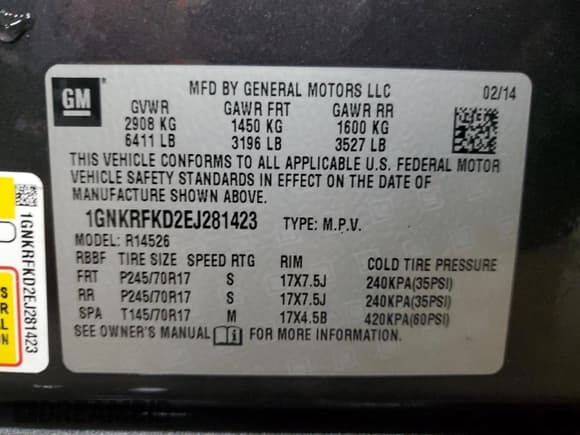 GM
MFD BY GENERAL MOTORS LLC
02/14
GVWR GAWR FRT GAWR RR
2908 KG 1450 KG 1600 KG
6411 LB 3196 LB 3527 LB
THIS VEHICLE CONFORMS TO ALL APPLICABLE U.S. FEDERAL MOTOR
VEHICLE SAFETY STANDARDS IN EFFECT ON THE DATE OF
MANUFACTURE SHOWN ABOVE.
1GNKRFKD2EJ281423 TYPE: M.P.V.
MODEL: R14526
RBBF TIRE SIZE SPEED RTG RIM COLD TIRE PRESSURE
FRT P245/70R17 S 17X7.5J 240KPA(35PSI)
RR P245/70R17 S 17X7.5J 240KPA(35PSI)
SPA T145/70R17 M 17X4.5B 420KPA(60PSI)
SEE OWNER'S MANUAL FOR MORE INFORMATION.
1GNKRFKD2EJ281423